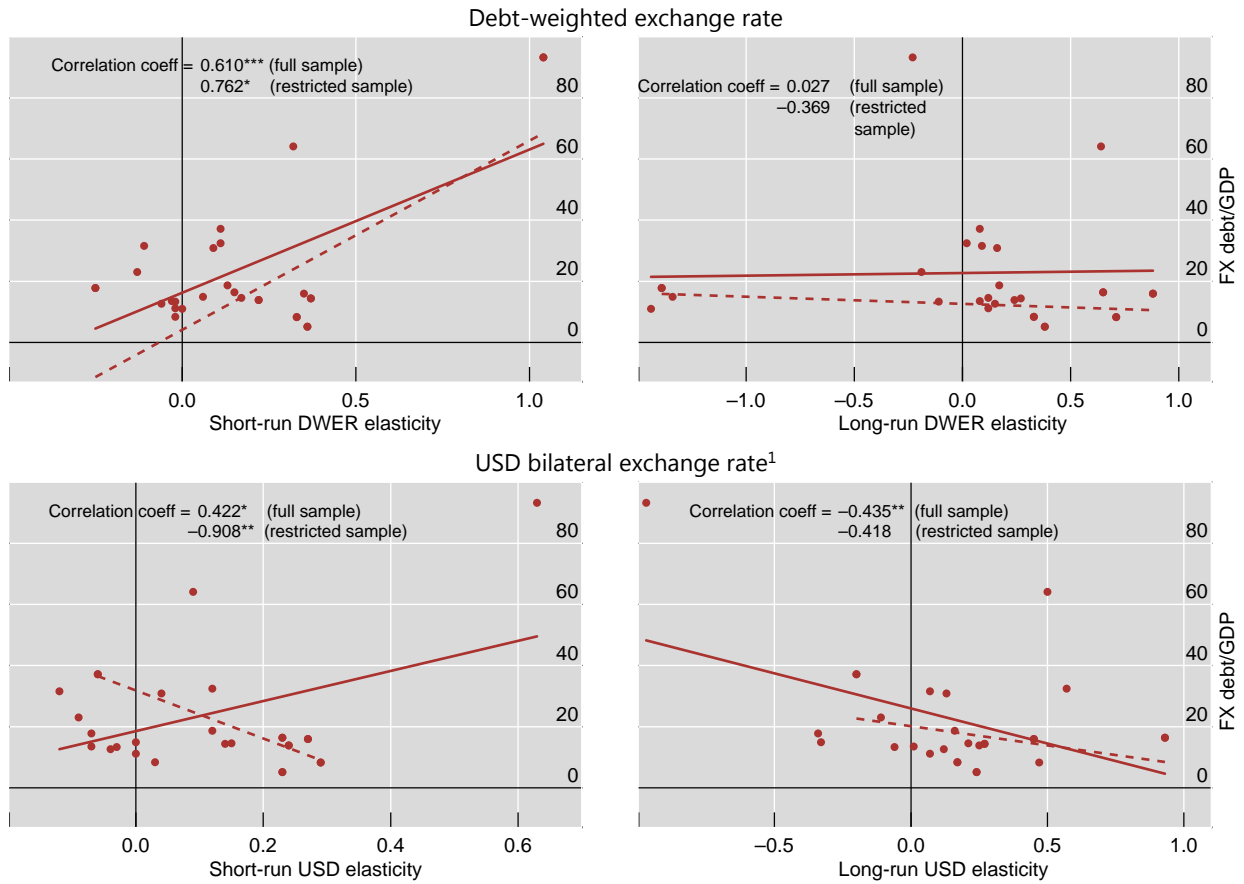 Debt-weighted exchange rate
Correlation coeff = 0.610*** (full sample)
0.762* (restricted sample)
80
60
40
20
0
0.0 0.5 1.0
Short-run DWER elasticity
Correlation coeff = 0.027 (full sample)
–0.369 (restricted
sample)
80
60
40
20
0
FX debt/GDP
–1.0 –0.5 0.0 0.5 1.0
Long-run DWER elasticity
USD bilateral exchange rate1
Correlation coeff = 0.422* (full sample)
–0.908** (restricted sample)
80
60
40
20
0
0.0 0.2 0.4 0.6
Short-run USD elasticity
Correlation coeff = –0.435** (full sample)
–0.418 (restricted sample)
80
60
40
20
0
FX debt/GDP
–0.5 0.0 0.5 1.0
Long-run USD elasticity